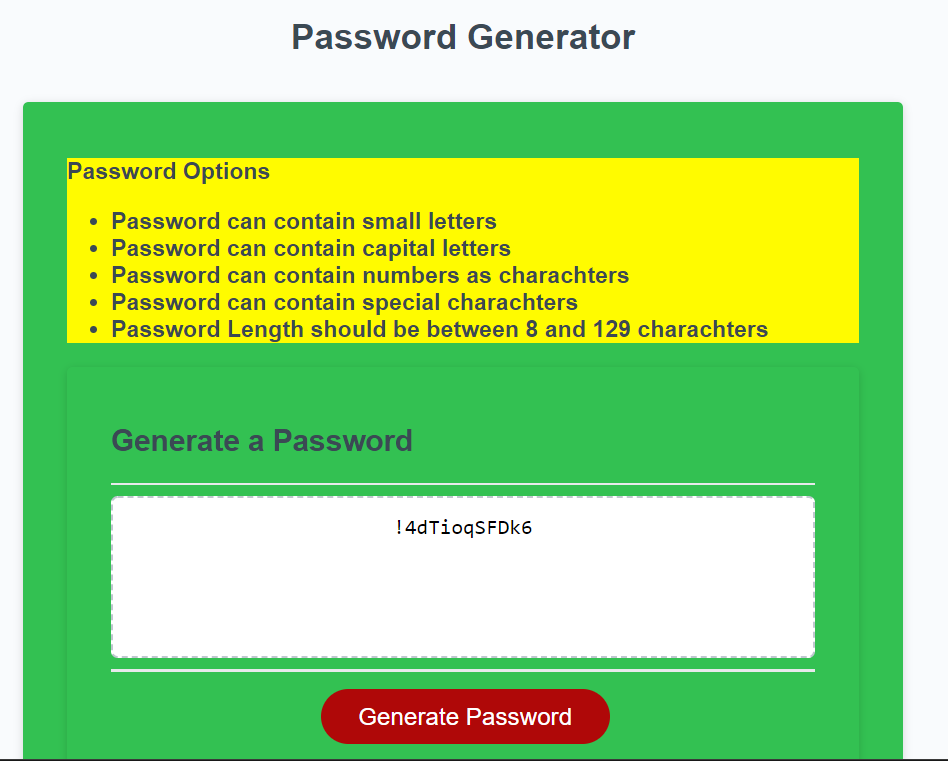 Password Generator
Password Options
• Password can contain small letters
• Password can contain capital letters
• Password can contain numbers as charachters
• Password can contain special charachters
• Password Length should be between 8 and 129 charachters
Generate a Password
!4dTioqSFDk6
Generate Password